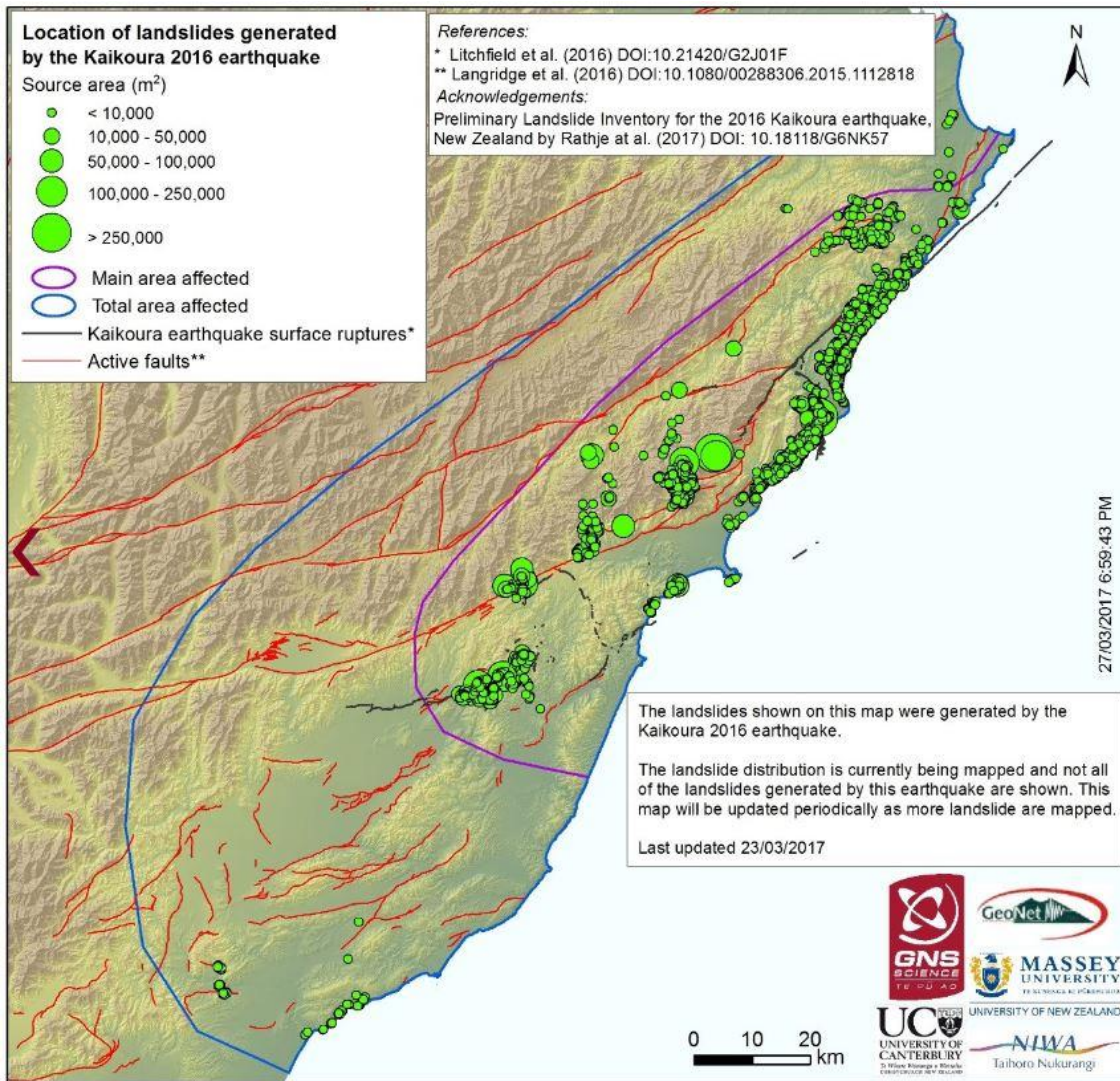 Location of landslides generated
by the Kaikoura 2016 earthquake
Source area (m²)
< 10,000
10,000 - 50,000
50,000 - 100,000
100,000 - 250,000
> 250,000
Main area affected
Total area affected
Kaikoura earthquake surface ruptures*
Active faults**
References:
* Litchfield et al. (2016) DOI:10.21420/G2J01F
** Langridge et al. (2016) DOI:10.1080/00288306.2015.1112818
Acknowledgements:
Preliminary Landslide Inventory for the 2016 Kaikoura earthquake,
New Zealand by Rathje et al. (2017) DOI: 10.18118/G6NK57
N
27/03/2017 6:59:43 PM
The landslides shown on this map were generated by the
Kaikoura 2016 earthquake.
The landslide distribution is currently being mapped and not all
of the landslides generated by this earthquake are shown. This
map will be updated periodically as more landslide are mapped.
Last updated 23/03/2017
GNS
SCIENCE
TE PŪ AO
GeoNet
MASSEY
UNIVERSITY
UNIVERSITY OF NEW ZEALAND
UC
UNIVERSITY OF
CANTERBURY
NIWA
Taihoro Nukurangi
0 10 20
km